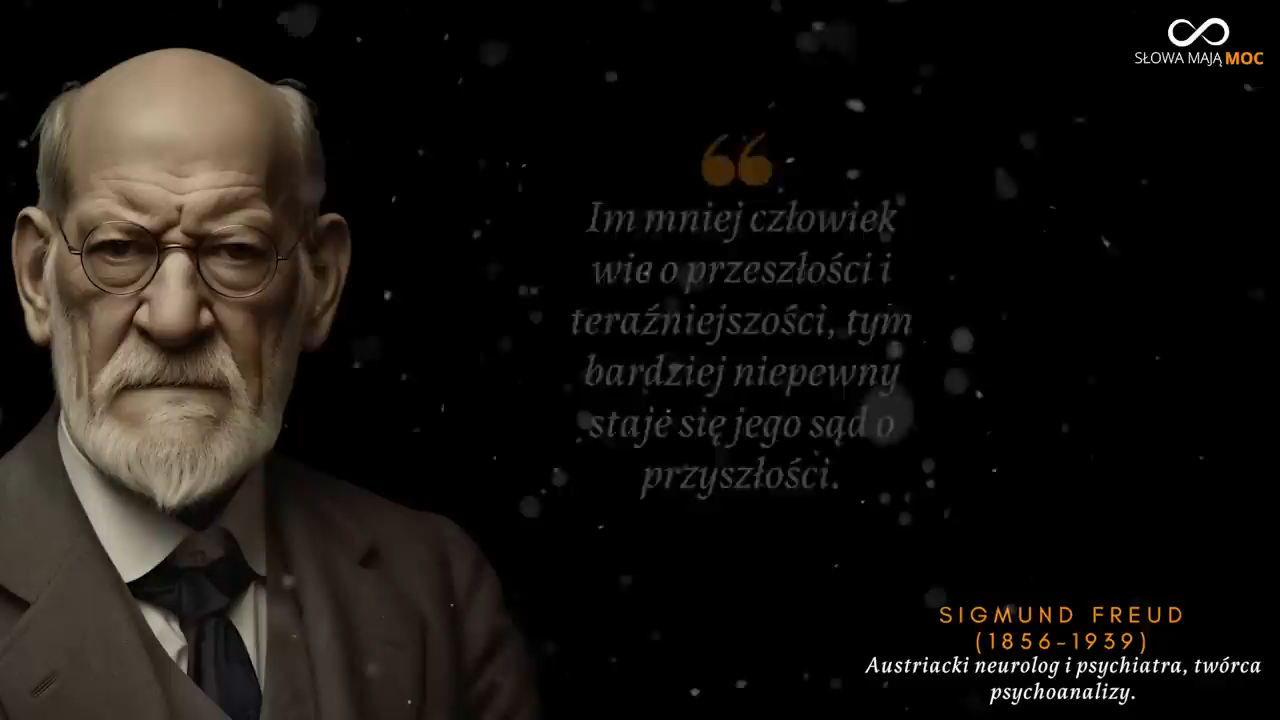 SŁOWA MAJĄ MOC
Im mniej człowiek
wie o przeszłości i
teraźniejszości, tym
bardziej niepewny
staje się jego sąd o
przyszłości.
SIGMUND FREUD
(1856-1939)
Austriacki neurolog i psychiatra, twórca
psychoanalizy.